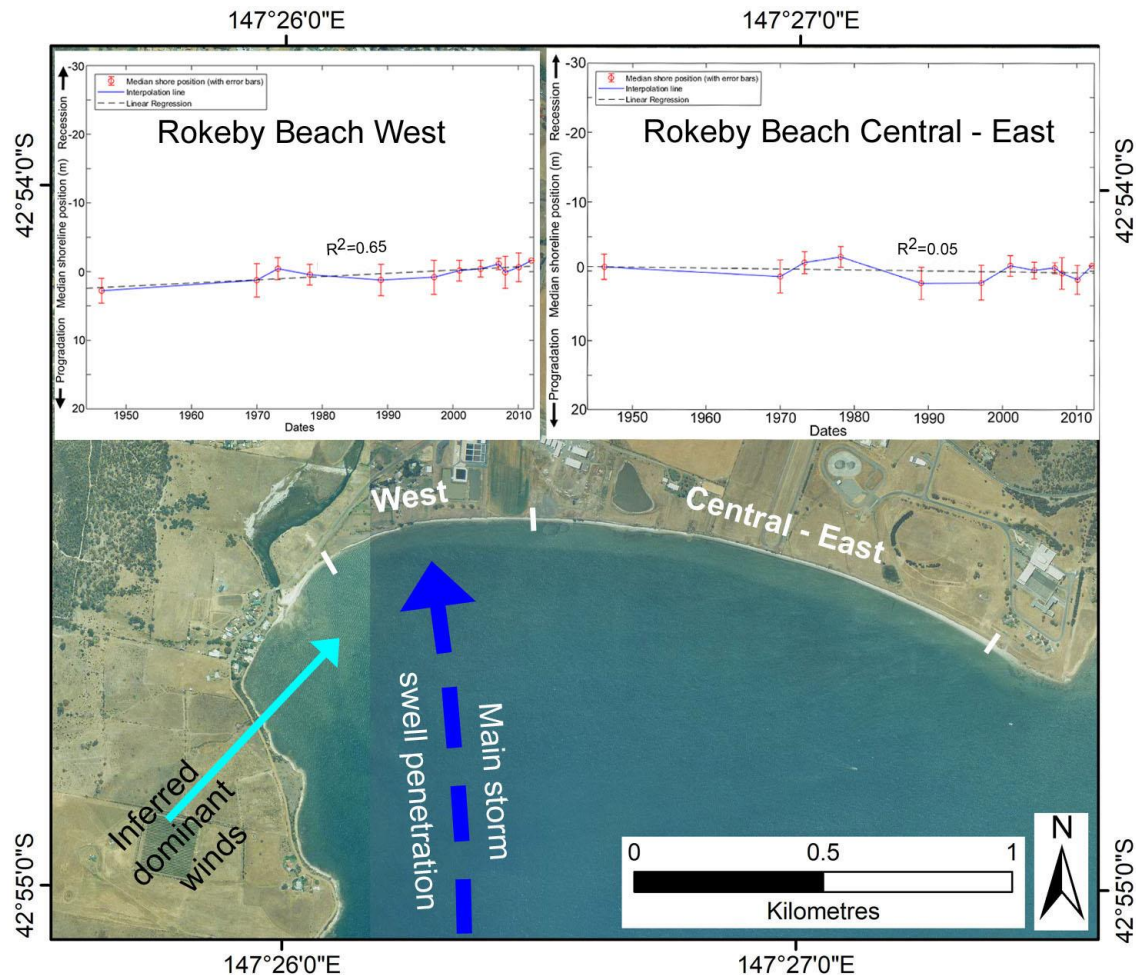 147°26'0"E
147°27'0"E
42°54'0"S
42°54'0"S
Progradation Median shoreline position (m) Recession
-30
-20
-10
0
10
20
Median shore position (with error bars)
Interpolation line
Linear Regression
Rokeby Beach West
R²=0.65
1950
1960
1970
1980
1990
2000
2010
Dates
Progradation Median shoreline position (m) Recession
-30
-20
-10
0
10
20
Median shore position (with error bars)
Interpolation line
Linear Regression
Rokeby Beach Central - East
R²=0.05
1950
1960
1970
1980
1990
2000
2010
Dates
West
Central - East
Inferred
dominant
winds
Main storm
swell penetration
N
0
0.5
1
Kilometres
42°55'0"S
42°55'0"S
147°26'0"E
147°27'0"E